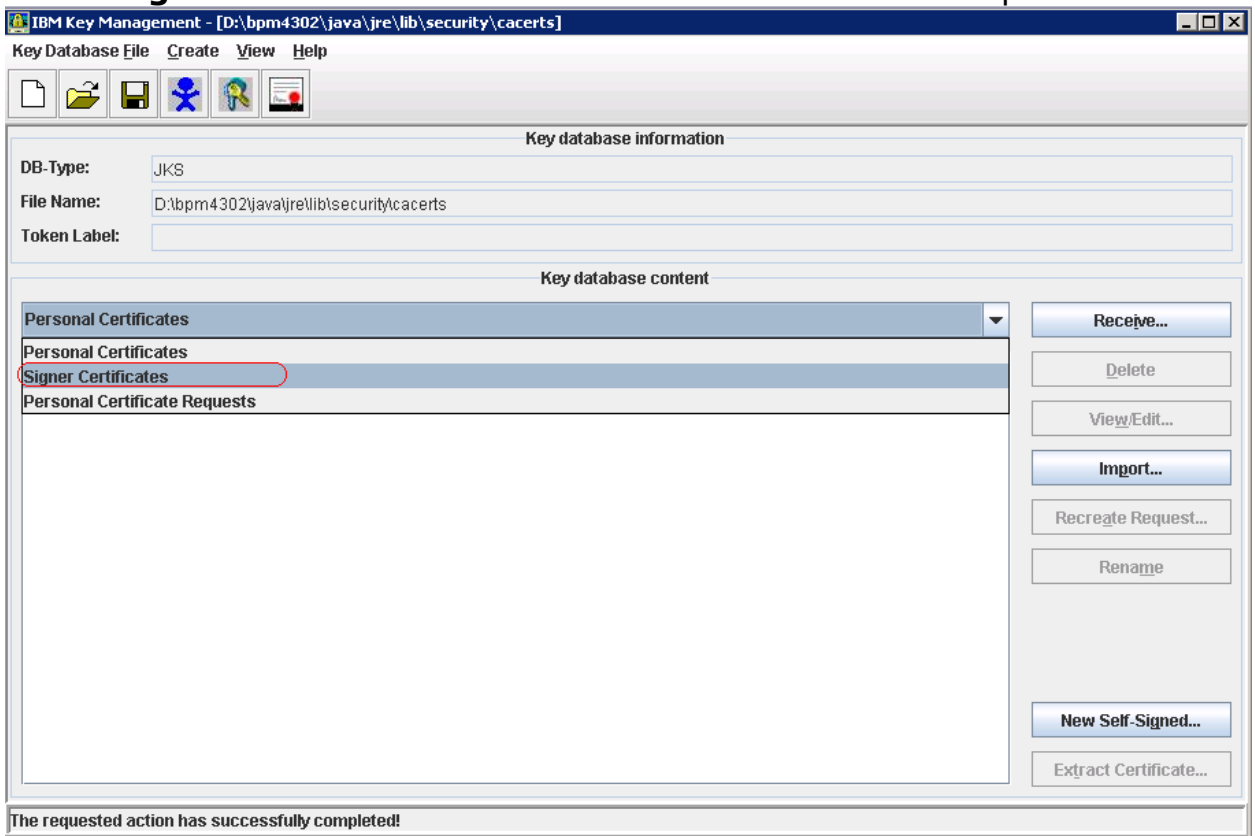 IBM Key Management - [D:\bpm4302\java\jre\lib\security\cacerts]
Key Database File Create View Help
Key database information
DB-Type: JKS
File Name: D:\bpm4302\java\jre\lib\security\cacerts
Token Label:
Key database content
Personal Certificates
Receive...
Personal Certificates
Signer Certificates
Delete
Personal Certificate Requests
View/Edit...
Import...
Recreate Request...
Rename
New Self-Signed...
Extract Certificate...
The requested action has successfully completed!